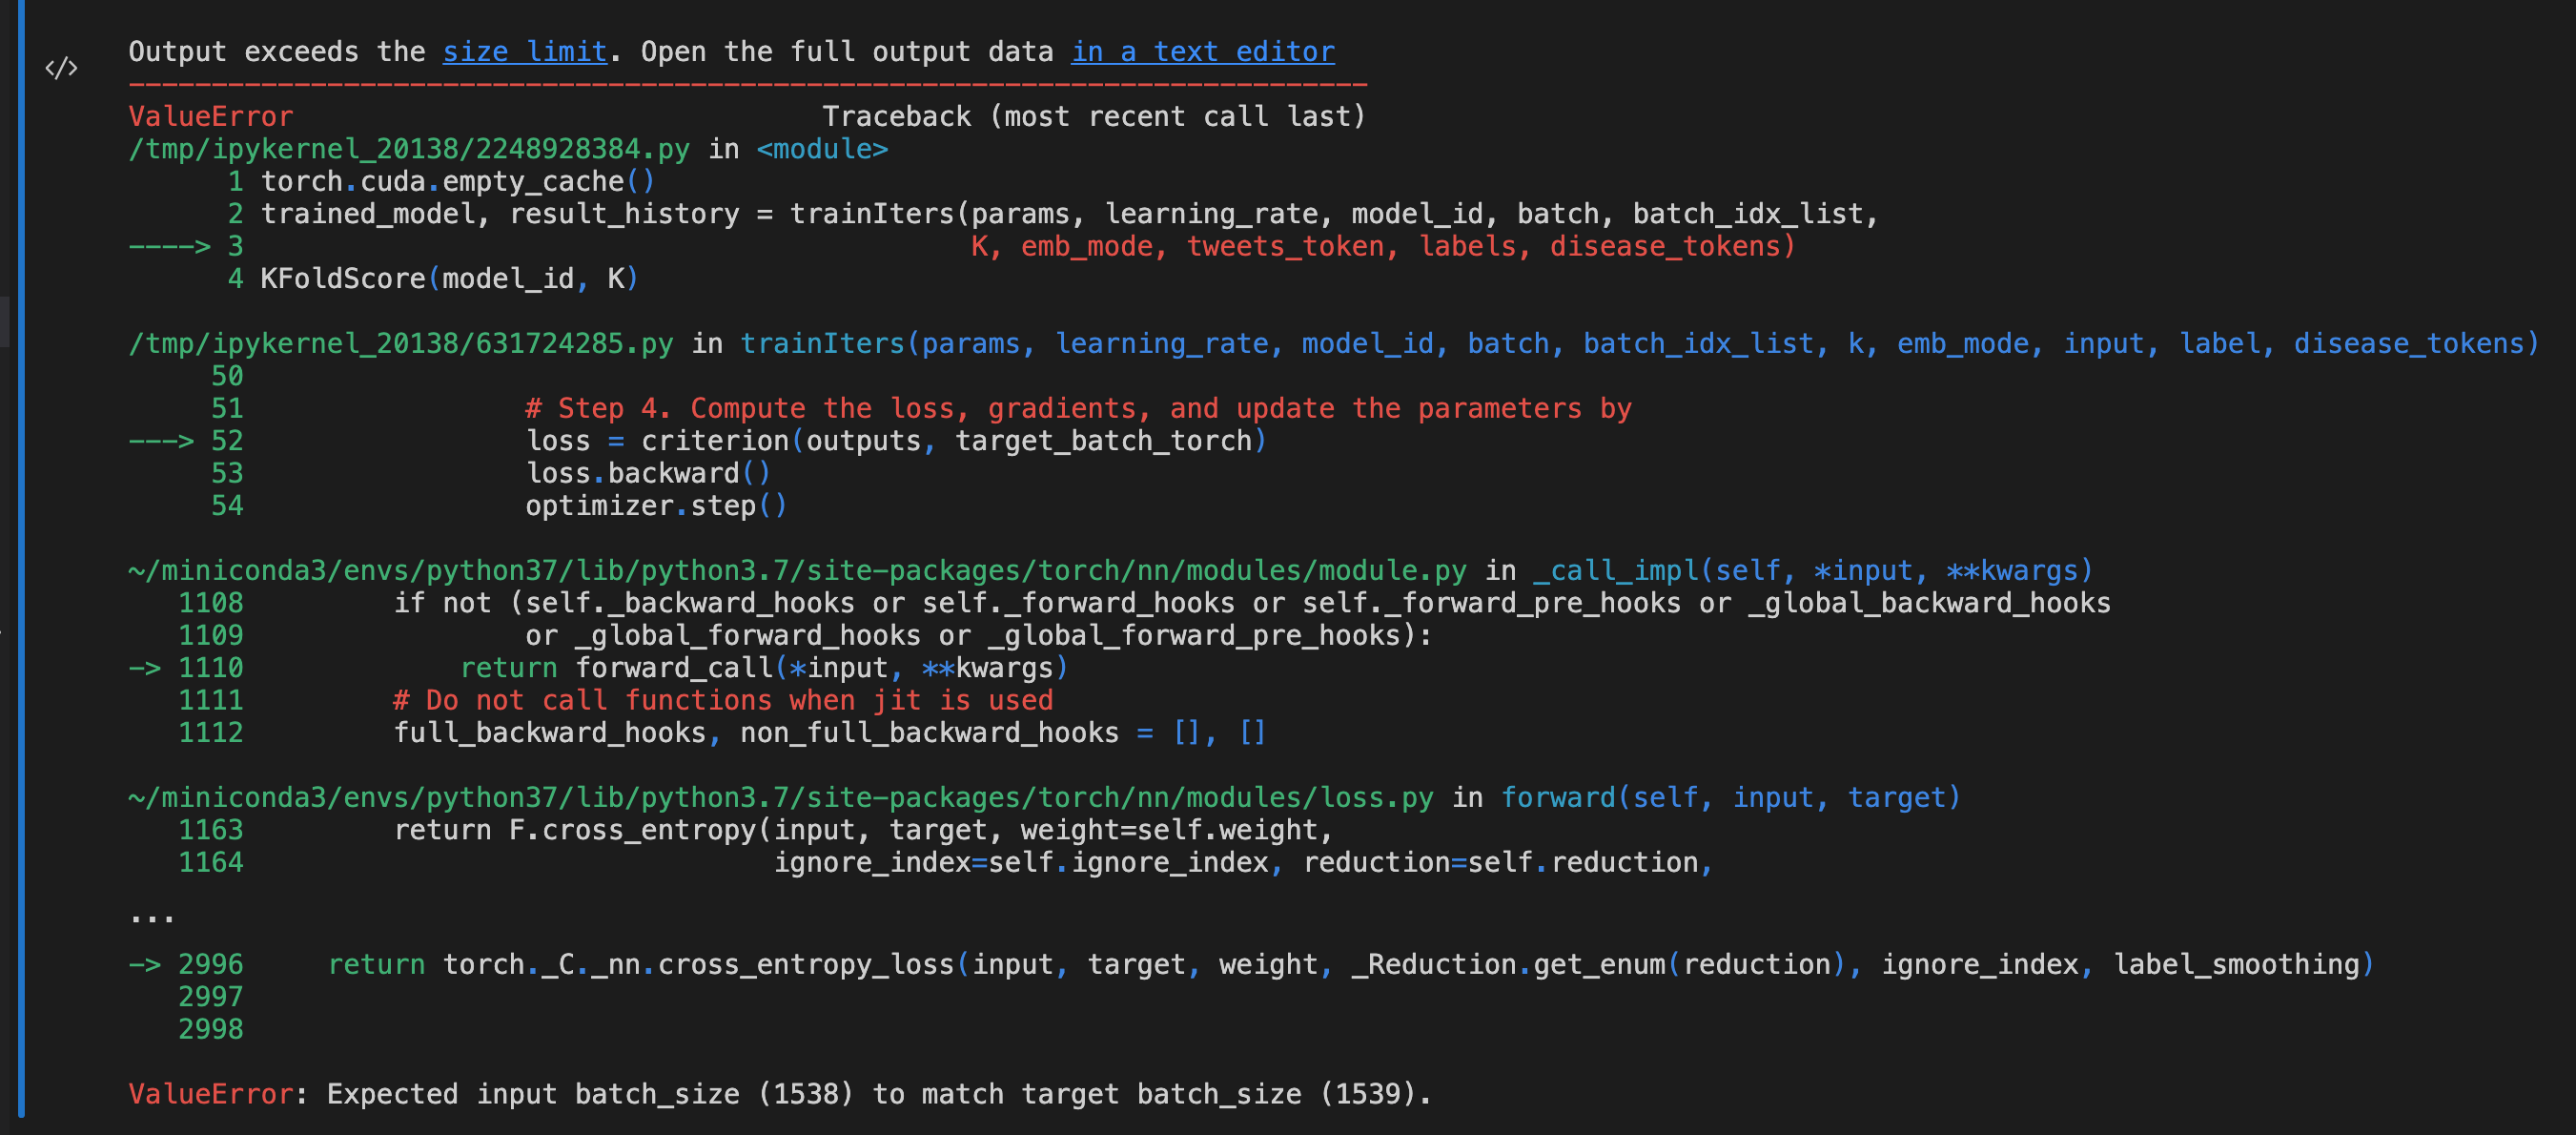 Output exceeds the size limit. Open the full output data in a text editor
---------------------------------------------------------------------------
ValueError                                Traceback (most recent call last)
/tmp/ipykernel_20138/2248928384.py in <module>
      1 torch.cuda.empty_cache()
      2 trained_model, result_history = trainIters(params, learning_rate, model_id, batch, batch_idx_list,
----> 3                                            K, emb_mode, tweets_token, labels, disease_tokens)
      4 KFoldScore(model_id, K)
/tmp/ipykernel_20138/631724285.py in trainIters(params, learning_rate, model_id, batch, batch_idx_list, k, emb_mode, input, label, disease_tokens)
     50
     51                 # Step 4. Compute the loss, gradients, and update the parameters by
---> 52                 loss = criterion(outputs, target_batch_torch)
     53                 loss.backward()
     54                 optimizer.step()
~/miniconda3/envs/python37/lib/python3.7/site-packages/torch/nn/modules/module.py in _call_impl(self, *input, **kwargs)
   1108         if not (self._backward_hooks or self._forward_hooks or self._forward_pre_hooks or _global_backward_hooks
   1109                 or _global_forward_hooks or _global_forward_pre_hooks):
-> 1110             return forward_call(*input, **kwargs)
   1111         # Do not call functions when jit is used
   1112         full_backward_hooks, non_full_backward_hooks = [], []
~/miniconda3/envs/python37/lib/python3.7/site-packages/torch/nn/modules/loss.py in forward(self, input, target)
   1163         return F.cross_entropy(input, target, weight=self.weight,
   1164                                ignore_index=self.ignore_index, reduction=self.reduction,
...
-> 2996     return torch._C._nn.cross_entropy_loss(input, target, weight, _Reduction.get_enum(reduction), ignore_index, label_smoothing)
   2997
   2998
ValueError: Expected input batch_size (1538) to match target batch_size (1539).